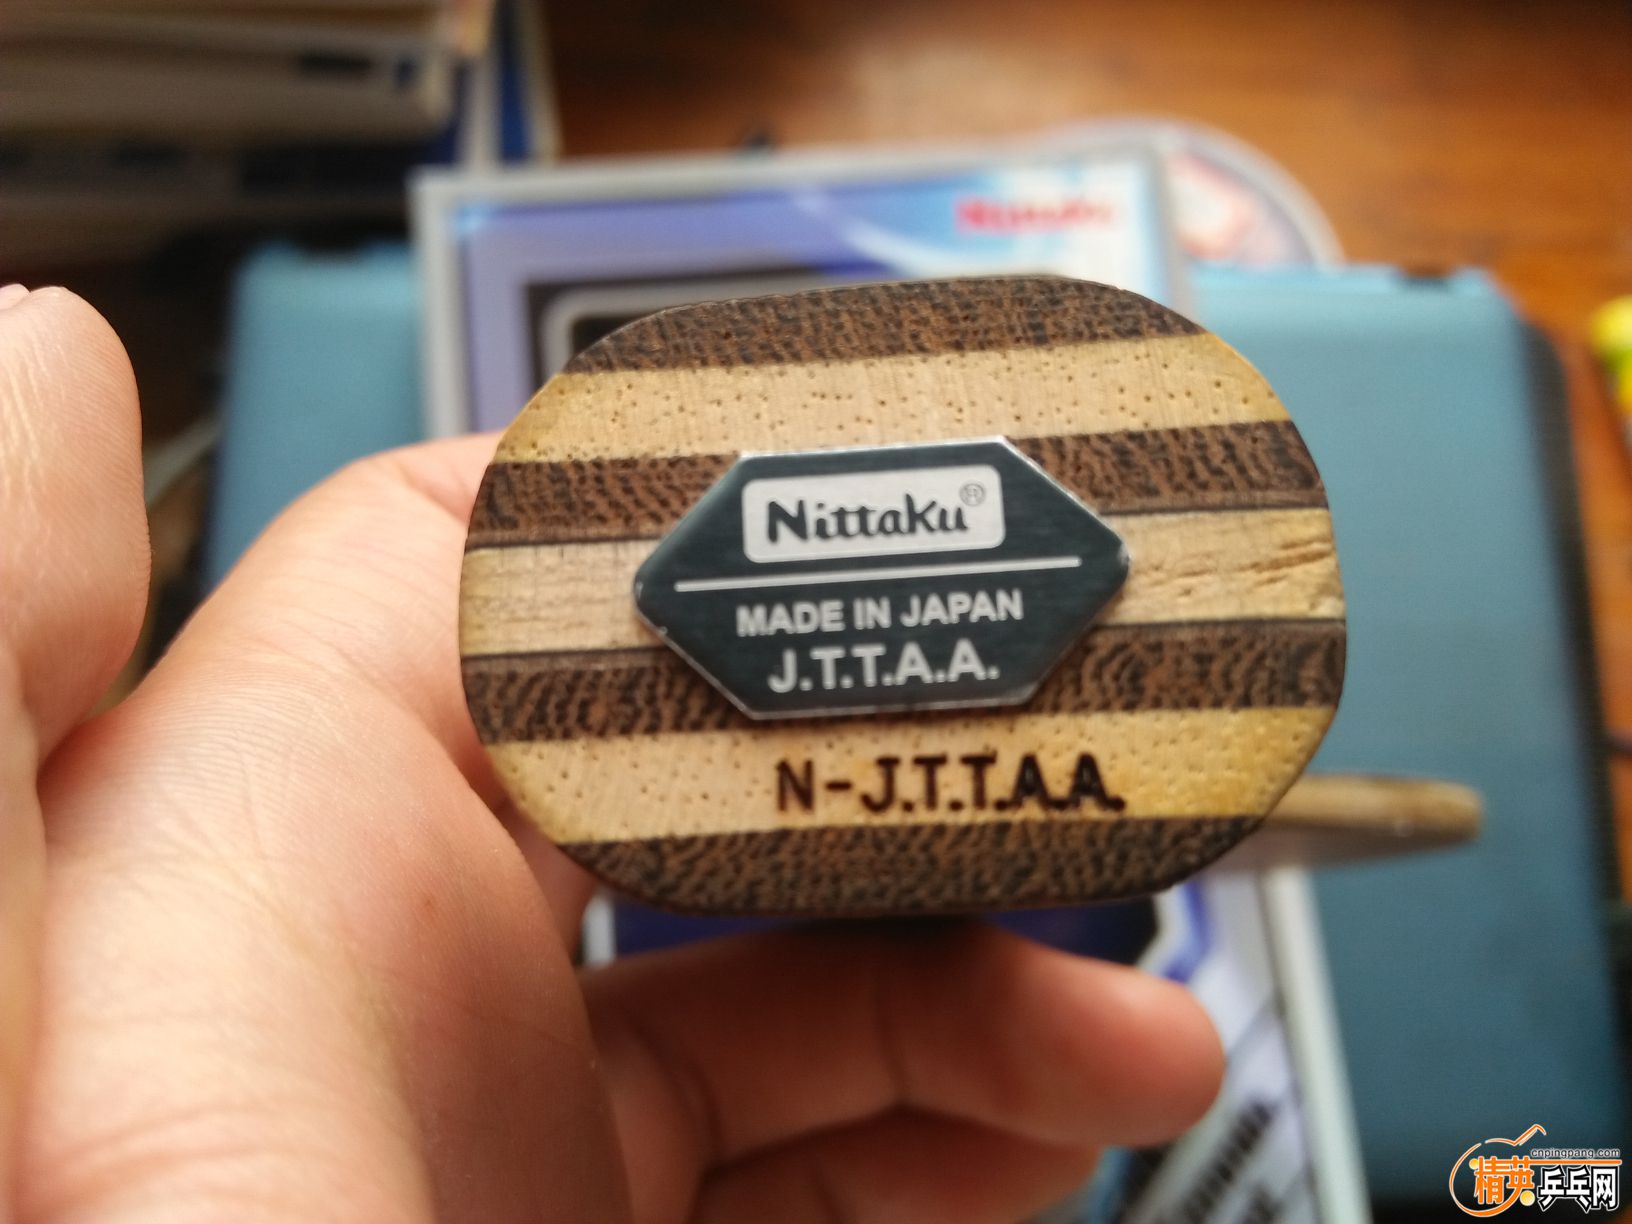 Nittaku®
MADE IN JAPAN
J.T.T.A.A.
N-J.T.T.A.A.
cnpingpang.com
精英乒乓网